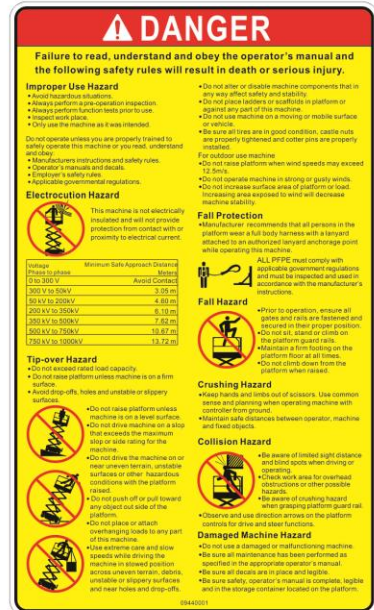 DANGER
Failure to read, understand and obey the operator's manual and
the following safety rules will result in death or serious injury.
Improper Use Hazard
• Avoid hazardous situations.
• Always perform a pre-operation inspection.
• Always perform function tests prior to use.
• Inspect work place.
• Only use the machine as it was intended.
Do not operate unless you are properly trained to
safely operate this machine or you read, understand
and obey:
• Manufacturers instructions and safety rules.
• Operator's manuals and decals.
• Employer's safety rules
• Applicable governmental regulations.
Electrocution Hazard
This machine is not electrically
insulated and will not provide
protection from contact with or
proximity to electrical current.
Voltage Minimum Safe Approach Distance
Phase to phase Meters
0 to 300 V Avoid Contact
300 V to 50kV 3.05 m
50 kV to 200kV 4.60 m
200 kV to 350kV 6.10 m
350 kV to 500kV 7.62 m
500 kV to 750kV 10.67 m
750 kV to 1000kV 13.72 m
Tip-over Hazard
• Do not exceed rated load capacity.
• Do not raise platform unless machine is on a firm
surface.
• Avoid drop-offs, holes and unstable or slippery
surfaces.
• Do not raise platform unless
machine is on a level surface.
• Do not drive machine on a stop
that exceeds the maximum
slop or side rating for the
machine.
• Do not drive the machine on or
near uneven terrain, unstable
surfaces or other hazardous
conditions with the platform
raised.
• Do not push off or pull toward
any object out side of the
platform.
• Do not place or attach
overhanging loads to any part
of this machine.
• Use extreme care and slow
speeds while driving the
machine in stowed position
across uneven terrain, debris,
unstable or slippery surfaces
and near holes and drop-offs.
• Do not alter or disable machine components that in
any way affect safety and stability.
• Do not place ladders or scaffolds in platform or
against any part of this machine.
• Do not use machine on a moving or mobile surface
or vehicle.
• Be sure all tires are in good condition, castle nuts
are properly tightened and cotter pins are properly
installed.
For outdoor use machine
• Do not raise platform when wind speeds may exceed
12.5m/s.
• Do not operate machine in strong or gusty winds.
• Do not increase surface area of platform or load.
Increasing area exposed to wind will decrease
machine stability.
Fall Protection
• Manufacturer recommends that all persons in the
platform wear a full body harness with a lanyard
attached to an authorized lanyard anchorage point
while operating this machine.
ALL PFPE must comply with
applicable government regulations
and must be inspected and used in
accordance with the manufacturer's
instructions.
Fall Hazard
• Prior to operation, ensure all
gates and rails are fastened and
secured in their proper position.
• Do not sit, stand or climb on
the platform guard rails.
• Maintain a firm footing on the
platform floor at all times.
• Do not climb down from the
platform when raised.
Crushing Hazard
• Keep hands and limbs out of scissors. Use common
sense and planning when operating machine with
controller from ground.
• Maintain safe distances between operator, machine
and fixed objects.
Collision Hazard
• Be aware of limited sight distance
and blind spots when driving or
operating.
• Check work area for overhead
obstructions or other possible
hazards.
• Be aware of crushing hazard
when grasping platform guard rail.
• Observe and use direction arrows on the platform
controls for drive and steer functions.
Damaged Machine Hazard
• Do not use a damaged or malfunctioning machine.
• Be sure all maintenance has been performed as
specified in the appropriate operator's manual.
• Be sure all decals are in place and legible.
• Be sure safety, operator's manual is complete, legible
and in the storage container located on the platform.
09440001